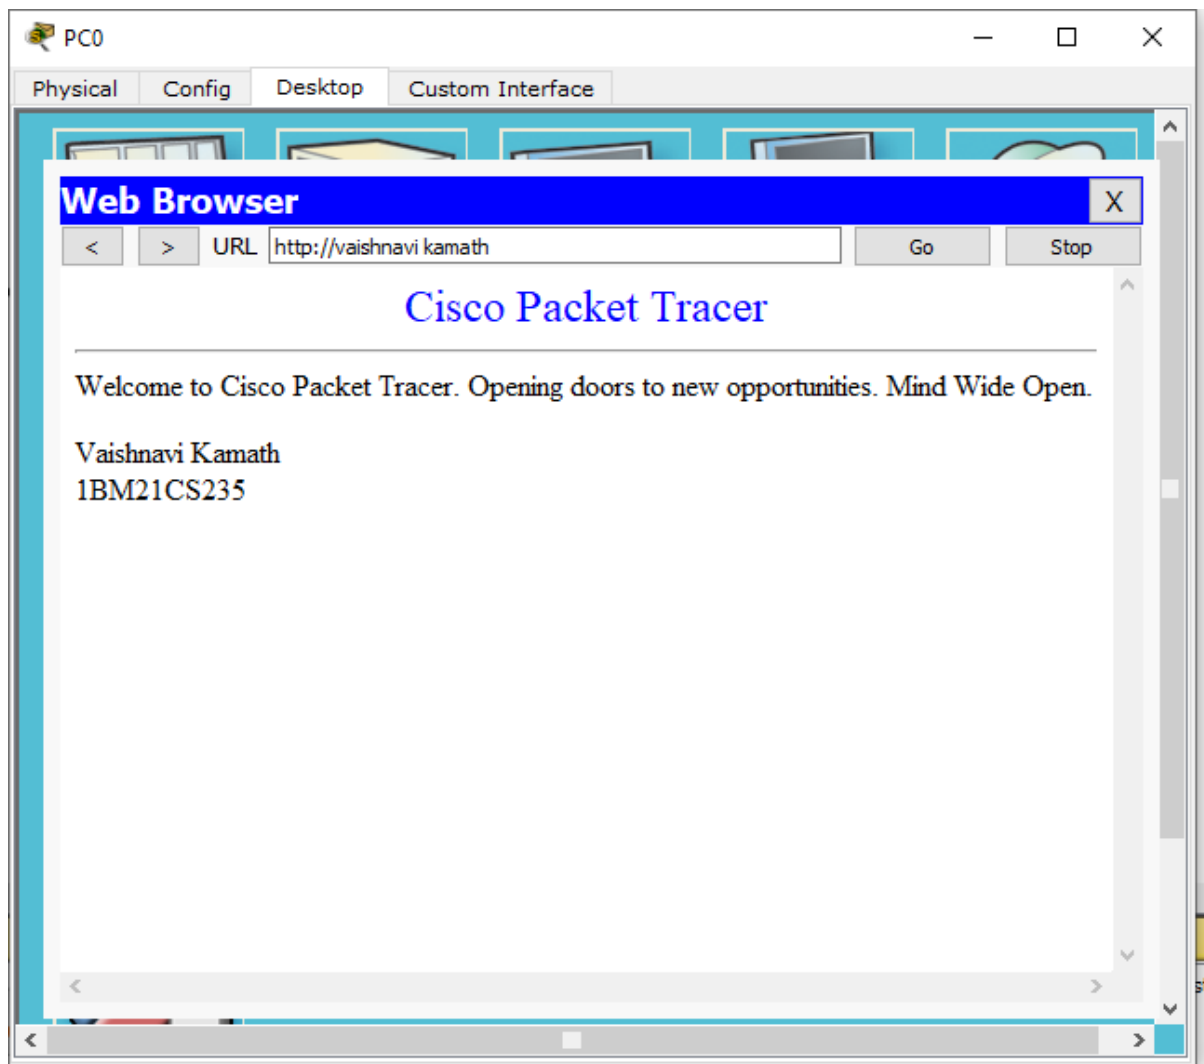 PC0
Physical Config Desktop Custom Interface
Web Browser X
< > URL http://vaishnavi kamath Go Stop
Cisco Packet Tracer
Welcome to Cisco Packet Tracer. Opening doors to new opportunities. Mind Wide Open.
Vaishnavi Kamath
1BM21CS235